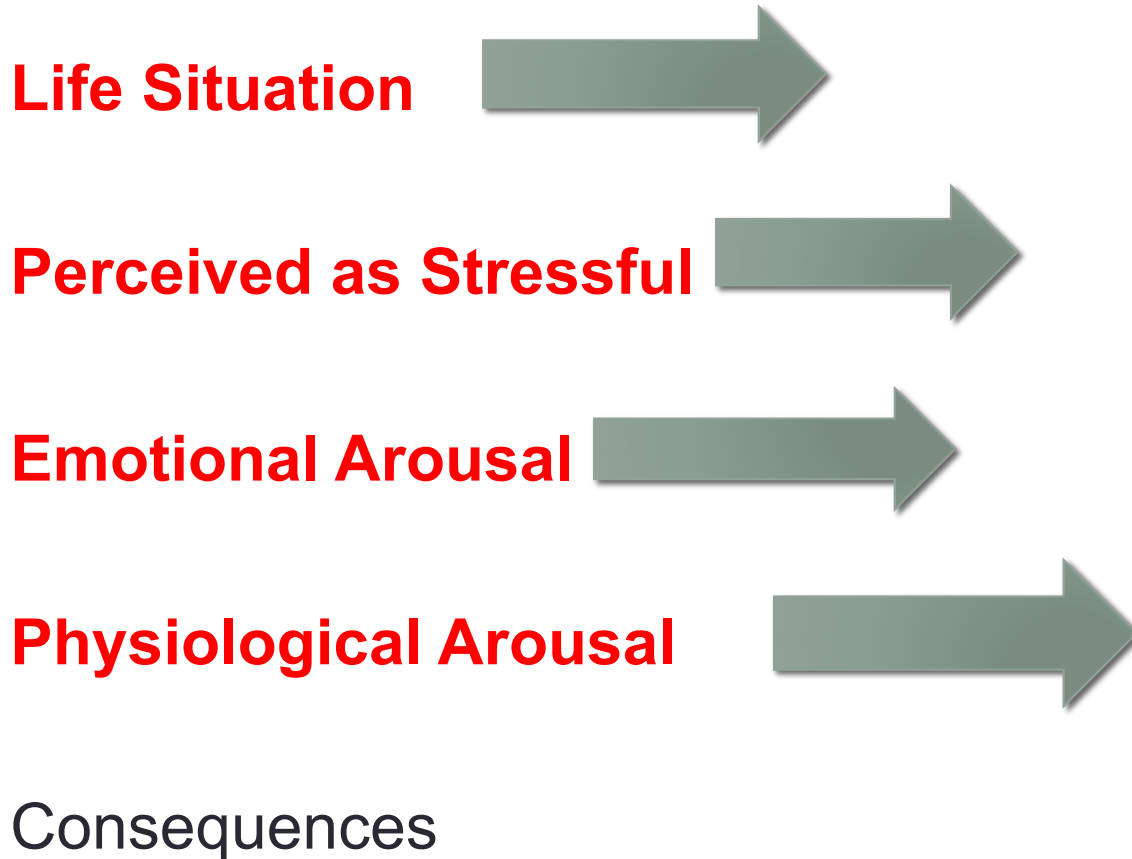 Life Situation
Perceived as Stressful
Emotional Arousal
Physiological Arousal
Consequences